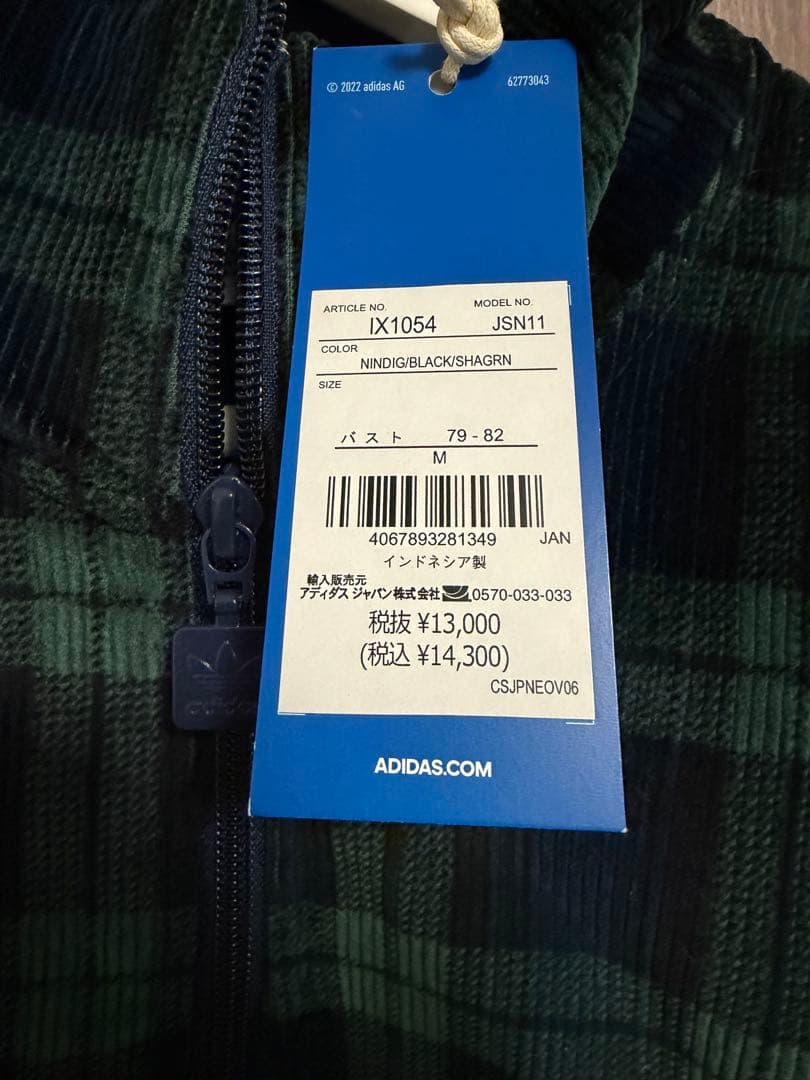 © 2022 adidas AG 62773043
ARTICLE NO. MODEL NO.
IX1054 JSN11
COLOR
NINDIG/BLACK/SHAGRN
SIZE
バスト 79 - 82
M
4067893281349 JAN
インドネシア製
輸入販売元
アディダス ジャパン株式会社 0570-033-033
税抜 ¥13,000
(税込 ¥14,300)
CSJPNEOV06
ADIDAS.COM
adidas